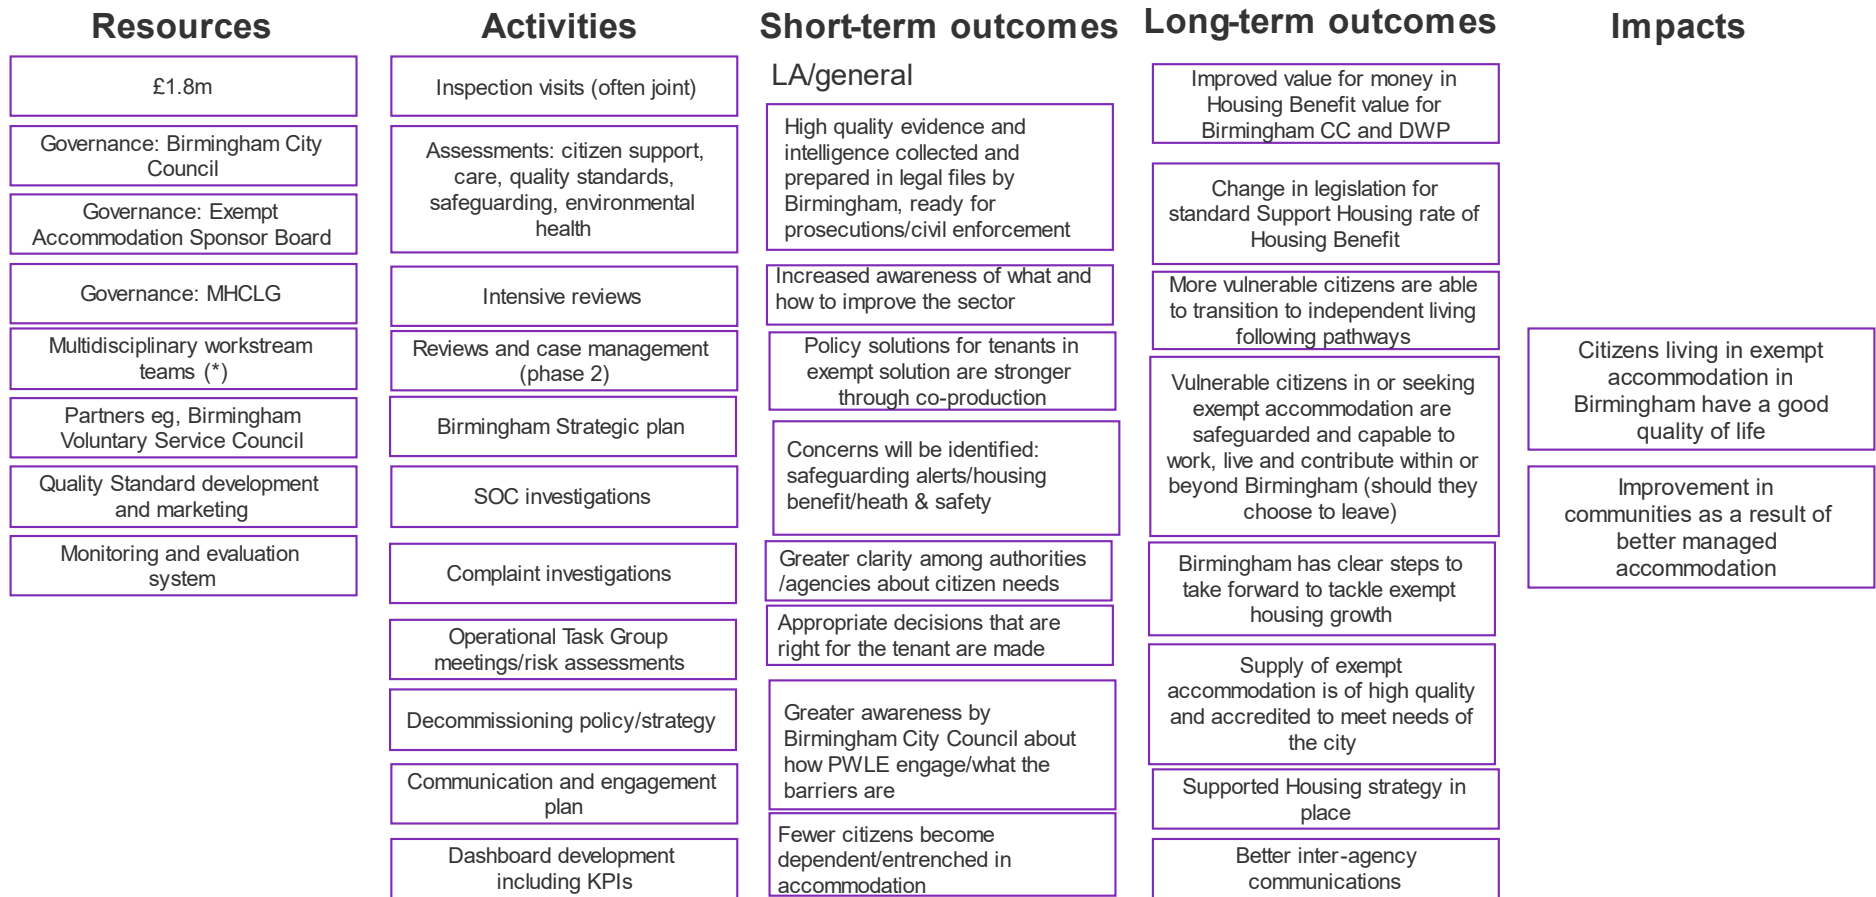 Resources
£1.8m
Governance: Birmingham City
Council
Governance: Exempt
Accommodation Sponsor Board
Governance: MHCLG
Multidisciplinary workstream
teams (*)
Partners eg, Birmingham
Voluntary Service Council
Quality Standard development
and marketing
Monitoring and evaluation
system
Activities
Inspection visits (often joint)
Assessments: citizen support,
care, quality standards,
safeguarding, environmental
health
Intensive reviews
Reviews and case management
(phase 2)
Birmingham Strategic plan
SOC investigations
Complaint investigations
Operational Task Group
meetings/risk assessments
Decommissioning policy/strategy
Communication and engagement
plan
Dashboard development
including KPIs
Short-term outcomes
LA/general
High quality evidence and
intelligence collected and
prepared in legal files by
Birmingham, ready for
prosecutions/civil enforcement
Increased awareness of what and
how to improve the sector
Policy solutions for tenants in
exempt solution are stronger
through co-production
Concerns will be identified:
safeguarding alerts/housing
benefit/heath & safety
Greater clarity among authorities
/agencies about citizen needs
Appropriate decisions that are
right for the tenant are made
Greater awareness by
Birmingham City Council about
how PWLE engage/what the
barriers are
Fewer citizens become
dependent/entrenched in
accommodation
Long-term outcomes
Improved value for money in
Housing Benefit value for
Birmingham CC and DWP
Change in legislation for
standard Support Housing rate of
Housing Benefit
More vulnerable citizens are able
to transition to independent living
following pathways
Vulnerable citizens in or seeking
exempt accommodation are
safeguarded and capable to
work, live and contribute within or
beyond Birmingham (should they
choose to leave)
Birmingham has clear steps to
take forward to tackle exempt
housing growth
Supply of exempt
accommodation is of high quality
and accredited to meet needs of
the city
Supported Housing strategy in
place
Better inter-agency
communications
Impacts
Citizens living in exempt
accommodation in
Birmingham have a good
quality of life
Improvement in
communities as a result of
better managed
accommodation